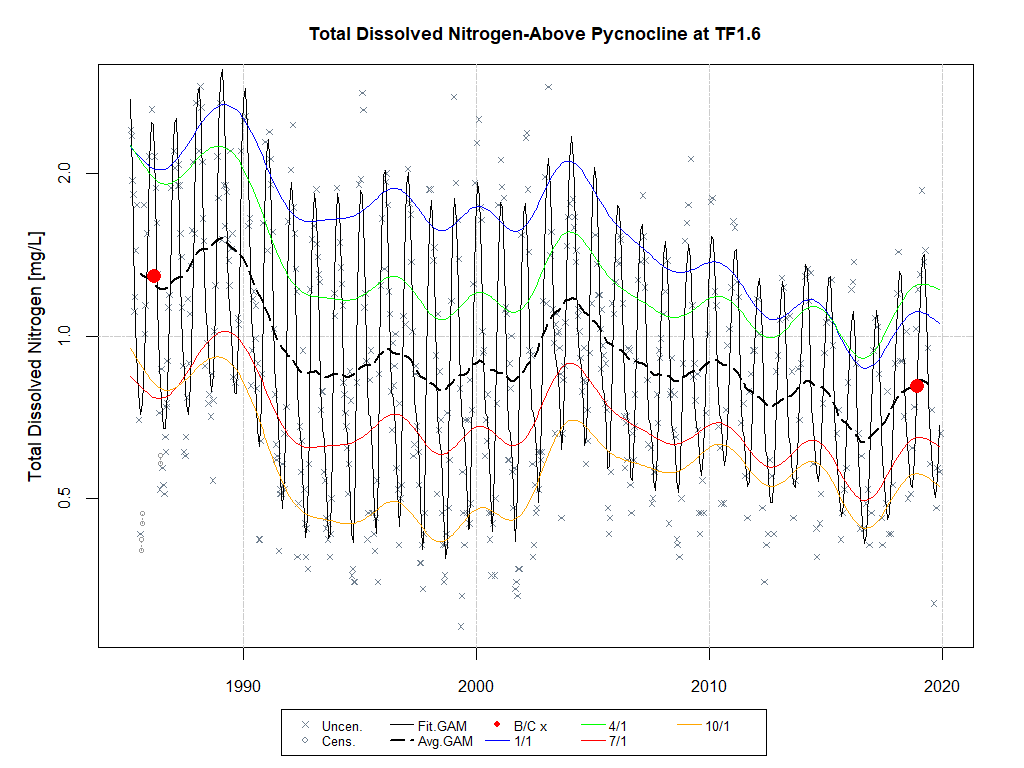 Total Dissolved Nitrogen-Above Pycnocline at TF1.6
Total Dissolved Nitrogen [mg/L]
2.0
1.0
0.5
1990 2000 2010 2020
Uncen. Fit.GAM B/C x 4/1 10/1
Cens. Avg.GAM 1/1 7/1